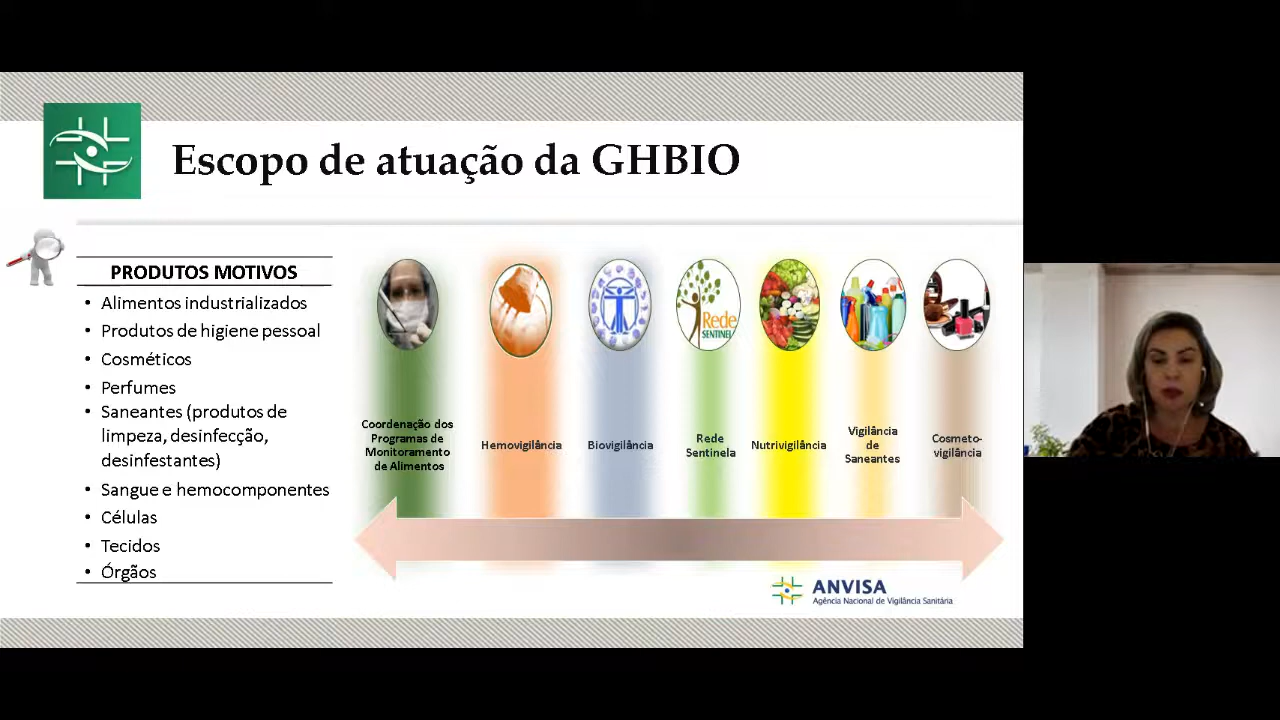 Escopo de atuação da GHBIO
PRODUTOS MOTIVOS
• Alimentos industrializados
• Produtos de higiene pessoal
• Cosméticos
• Perfumes
• Saneantes (produtos de
limpeza, desinfecção,
desinfestantes)
• Sangue e hemocomponentes
• Células
• Tecidos
• Órgãos
Rede
SENTINEL
Coordenação dos
Programas de
Monitoramento
de Alimentos
Hemovigilância
Biovigilância
Rede
Sentinela
Nutrivigilância
Vigilância
de
Saneantes
Cosmeto-
vigilância
ANVISA
Agência Nacional de Vigilância Sanitária